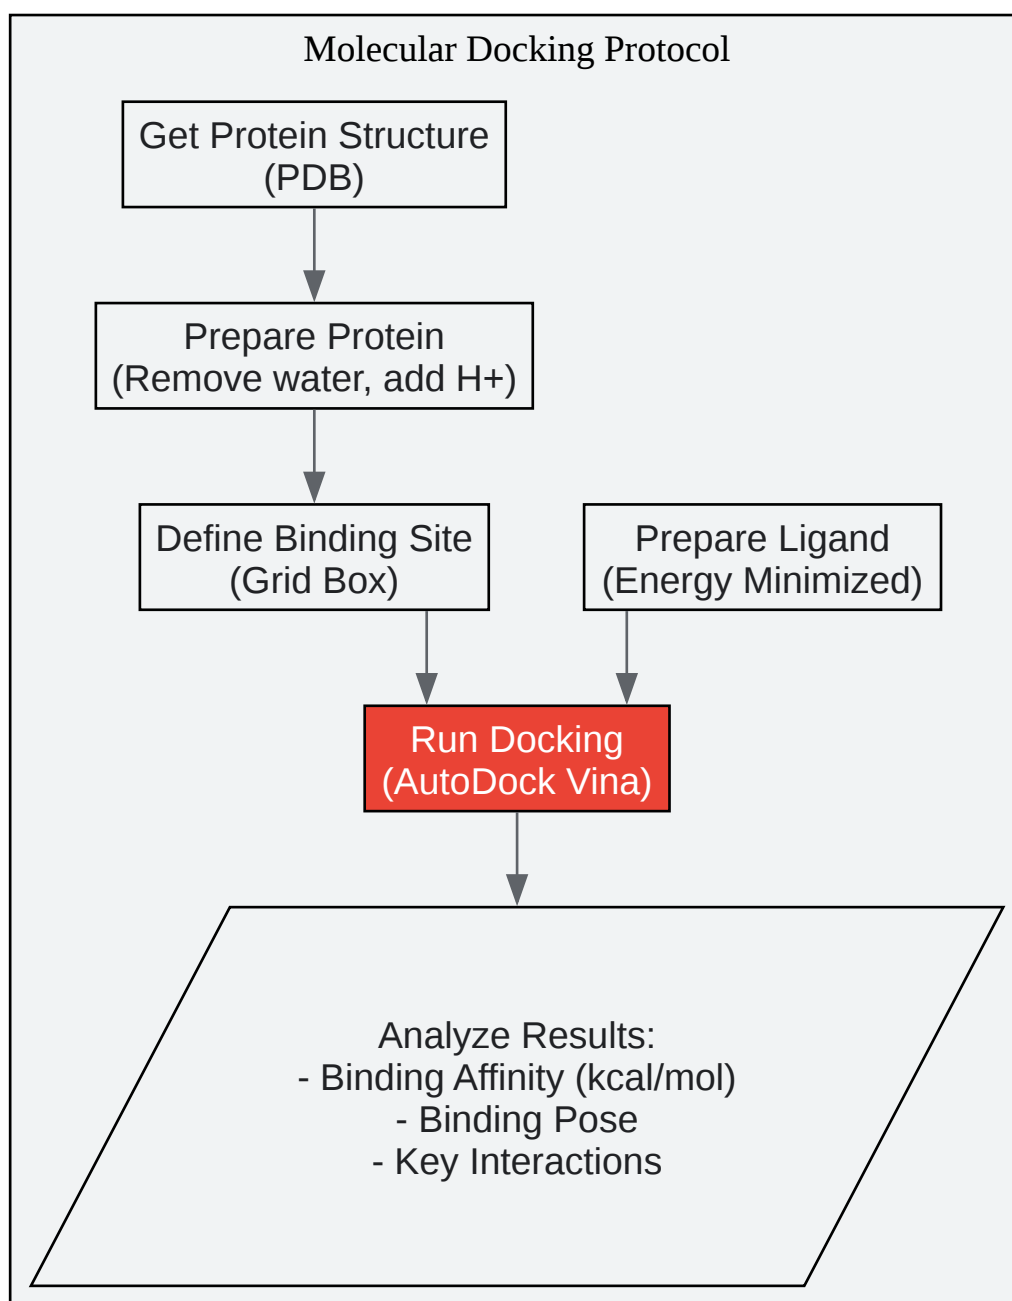 Molecular Docking Protocol
Get Protein Structure
(PDB)
Prepare Protein
(Remove water, add H+)
Define Binding Site
(Grid Box)
Prepare Ligand
(Energy Minimized)
Run Docking
(AutoDock Vina)
Analyze Results:
- Binding Affinity (kcal/mol)
- Binding Pose
- Key Interactions